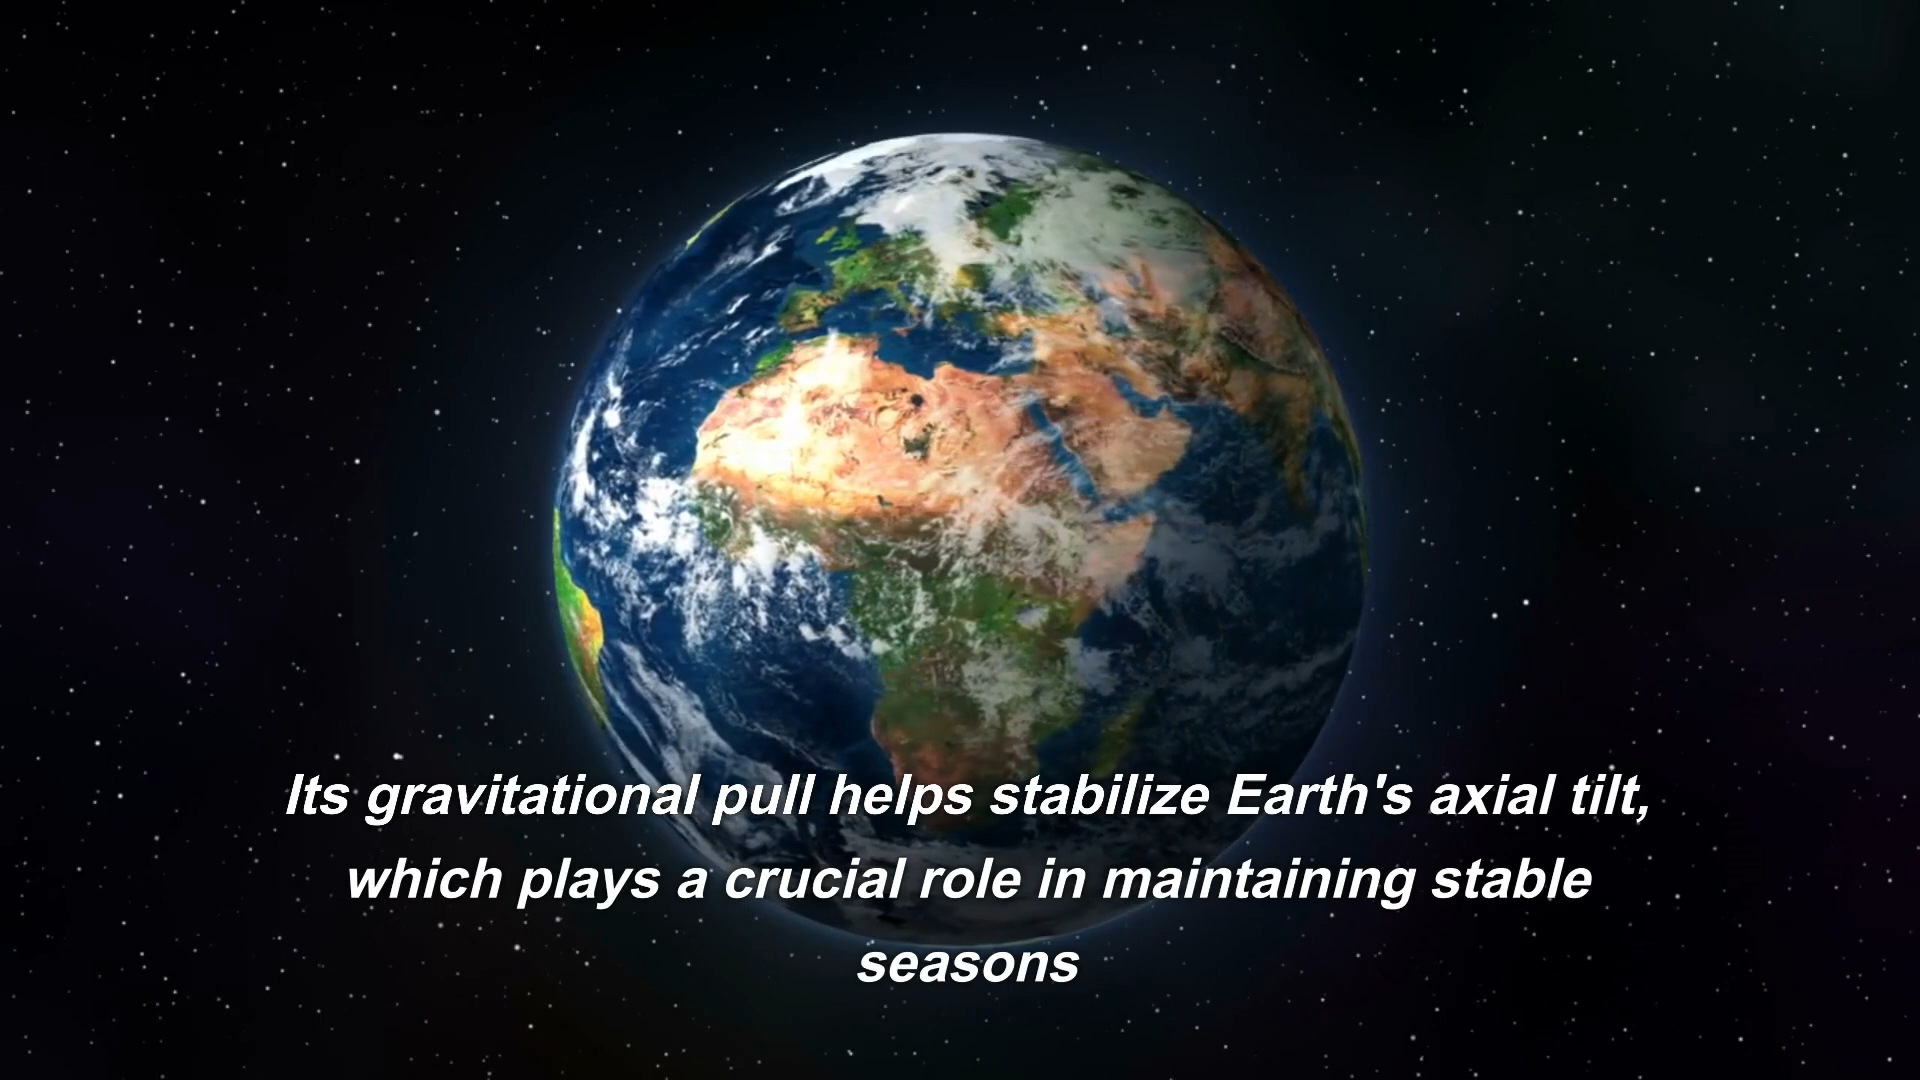 Its gravitational pull helps stabilize Earth's axial tilt,
which plays a crucial role in maintaining stable
seasons